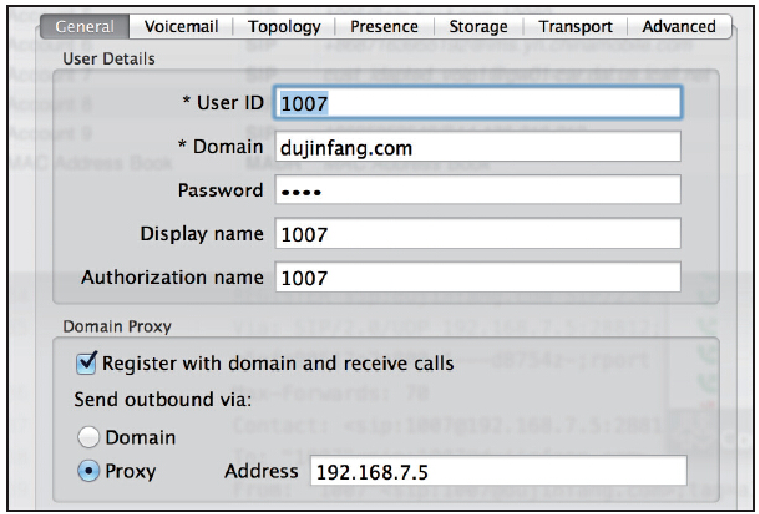 General Voicemail Topology Presence Storage Transport Advanced
User Details
* User ID 1007
* Domain dujinfang.com
Password ••••
Display name 1007
Authorization name 1007
Domain Proxy
Register with domain and receive calls
Send outbound via:
Domain
Proxy Address 192.168.7.5